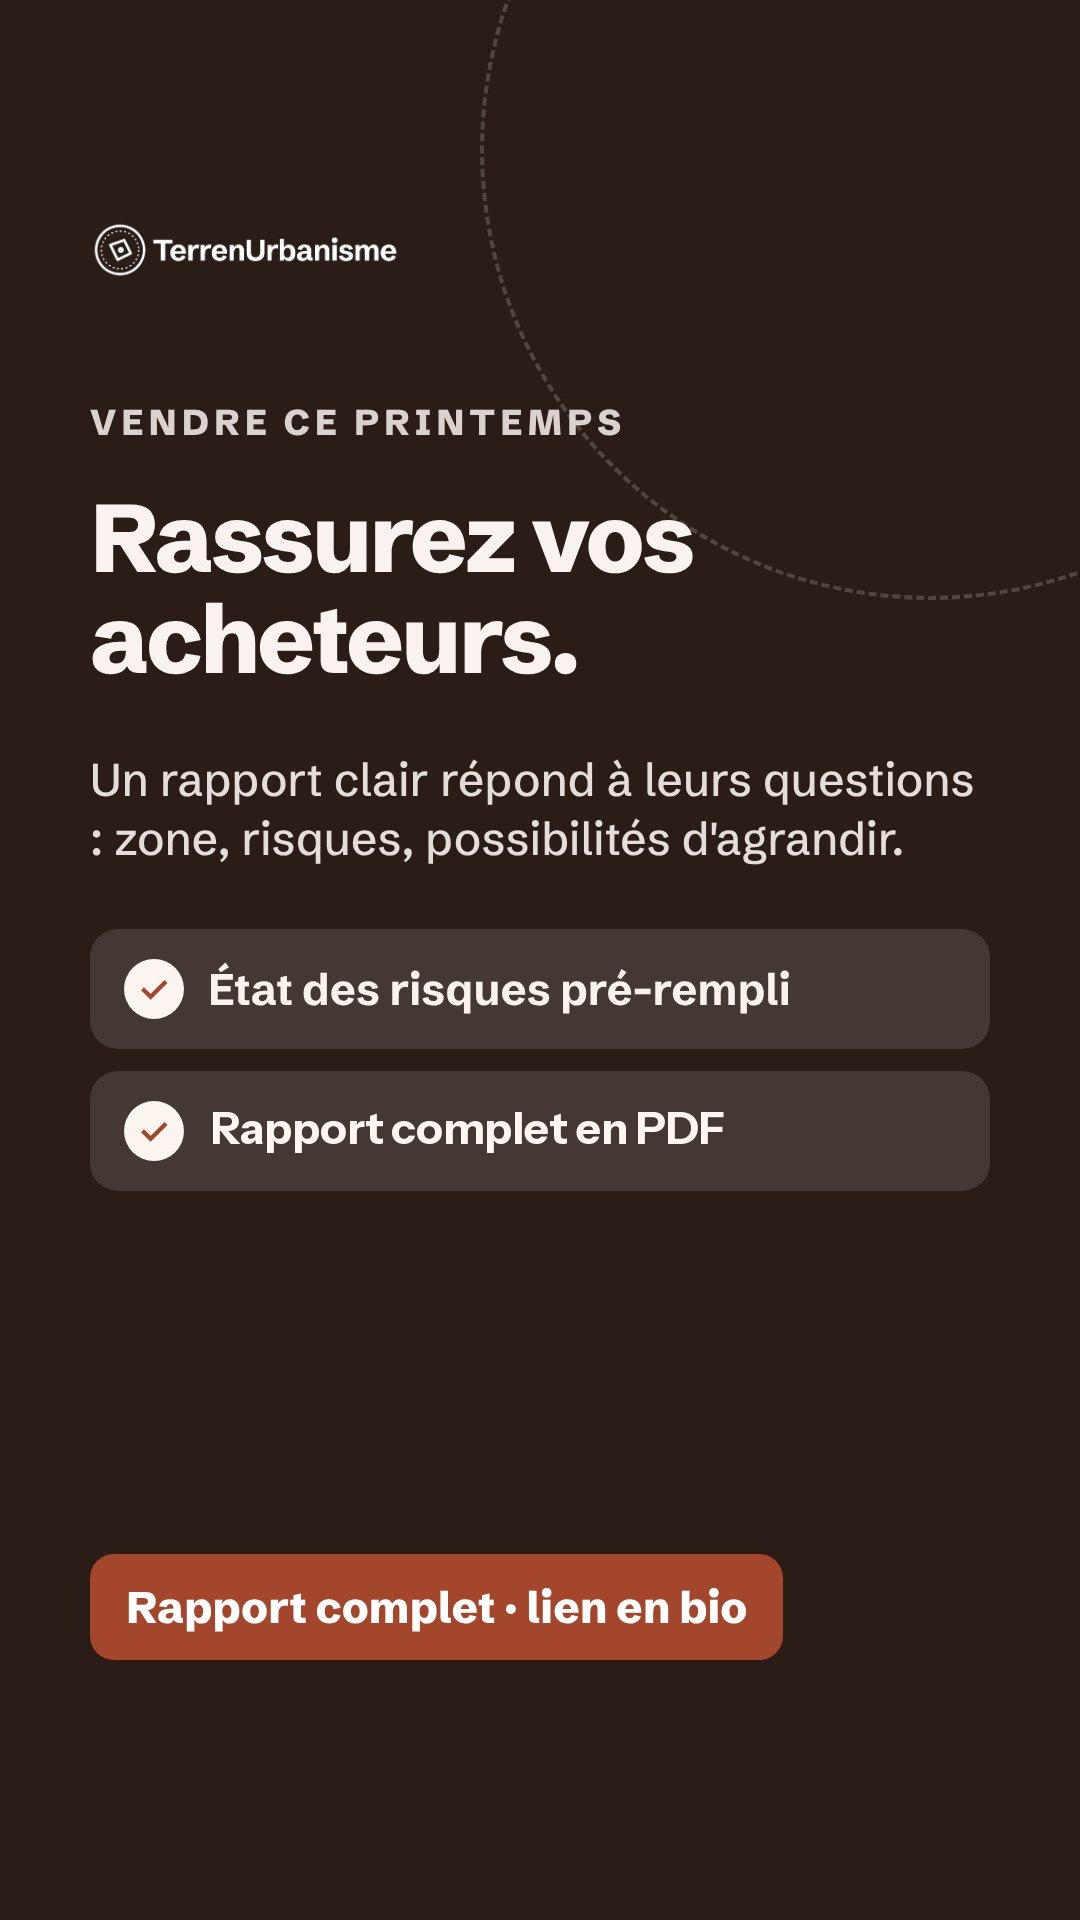 TerrenUrbanisme
VENDRE CE PRINTEMPS
Rassurez vos
acheteurs.
Un rapport clair répond à leurs questions
: zone, risques, possibilités d'agrandir.
État des risques pré-rempli
Rapport complet en PDF
Rapport complet · lien en bio